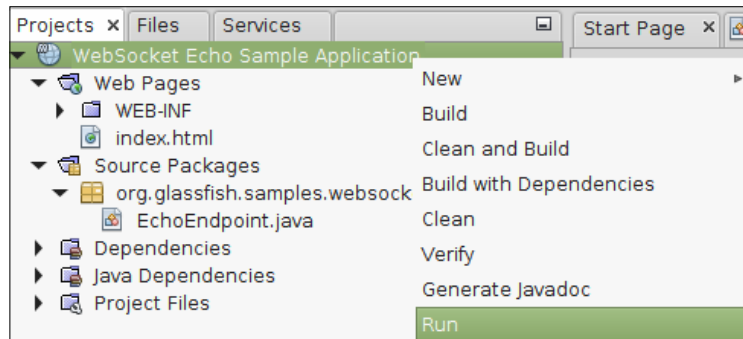 Projects Files Services Start Page
WebSocket Echo Sample Application
Web Pages
WEB-INF
index.html
Source Packages
org.glassfish.samples.websock
EchoEndpoint.java
Dependencies
Java Dependencies
Project Files
New
Build
Clean and Build
Build with Dependencies
Clean
Verify
Generate Javadoc
Run